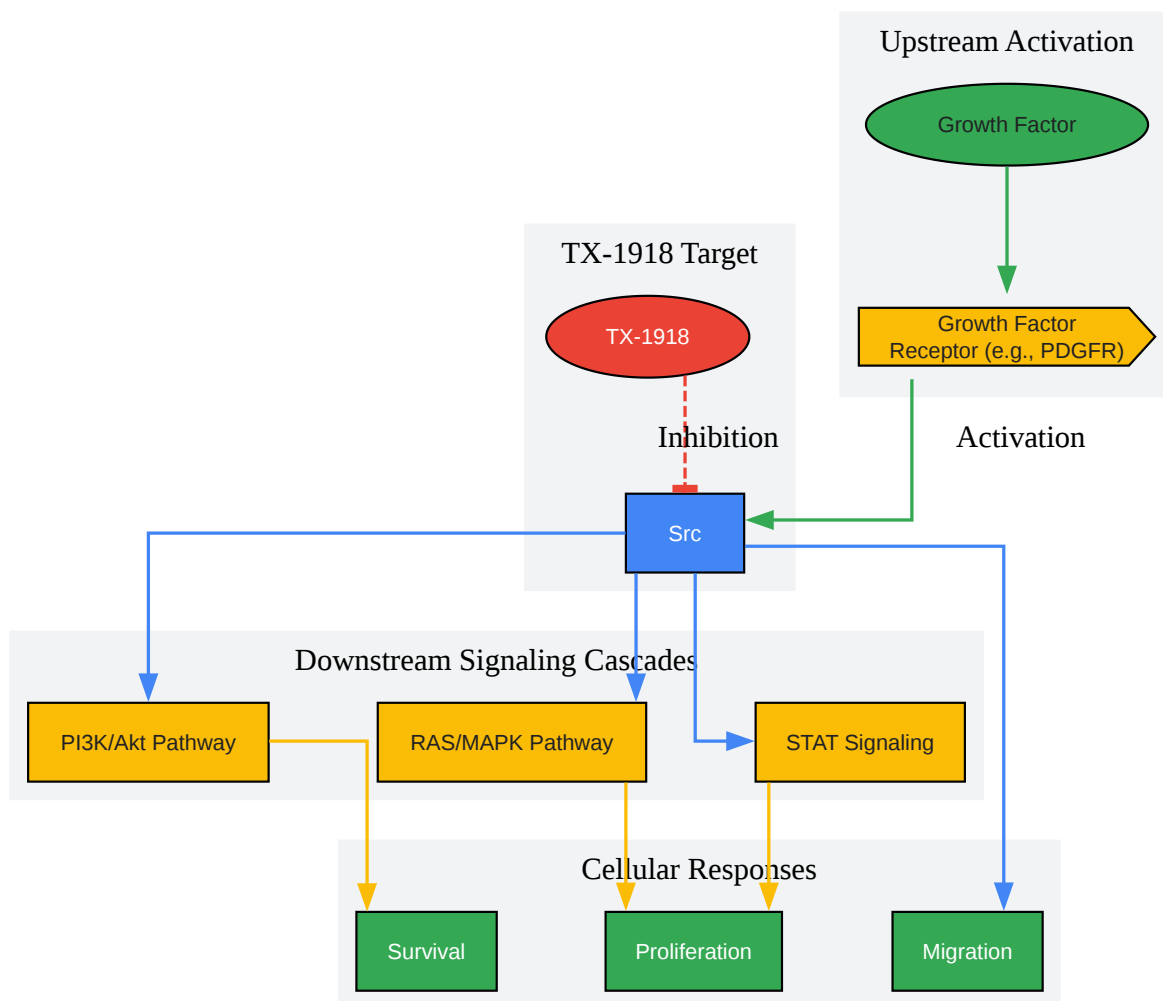 Upstream Activation
Growth Factor
TX-1918 Target
TX-1918
Growth Factor
Receptor (e.g., PDGFR)
Inhibition
Activation
Src
Downstream Signaling Cascades
PI3K/Akt Pathway
RAS/MAPK Pathway
STAT Signaling
Cellular Responses
Survival
Proliferation
Migration